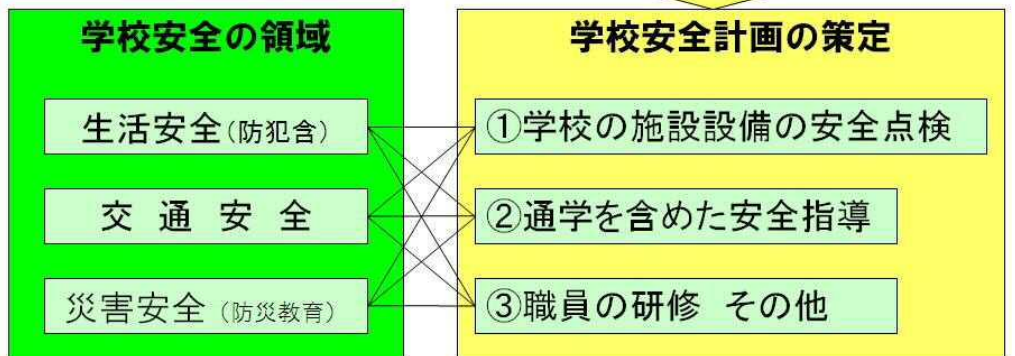 学校安全の領域
生活安全(防犯含)
交 通 安 全
災害安全 (防災教育)
学校安全計画の策定
①学校の施設設備の安全点検
②通学を含めた安全指導
③職員の研修 その他